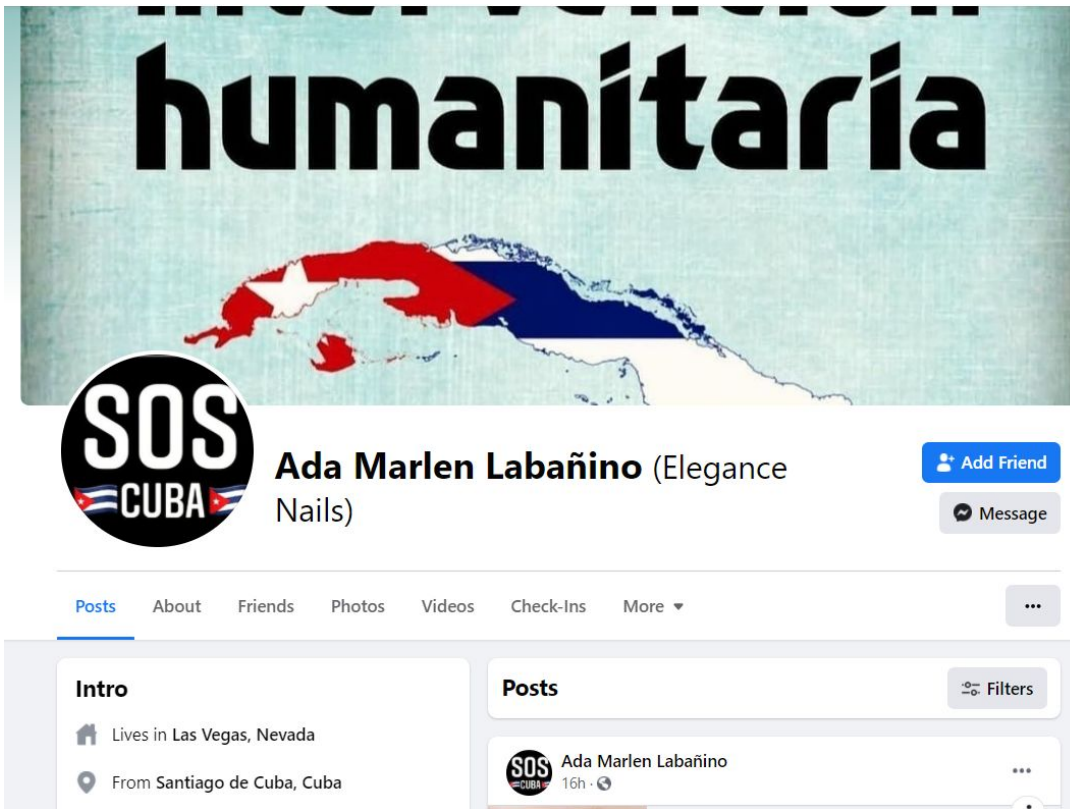 humanitaria
SOS
CUBA
Ada Marlen Labañino (Elegance
Nails)
Add Friend
Message
Posts About Friends Photos Videos Check-Ins More
Intro
Lives in Las Vegas, Nevada
From Santiago de Cuba, Cuba
Posts
Filters
SOS
CUBA
Ada Marlen Labañino
16h ·